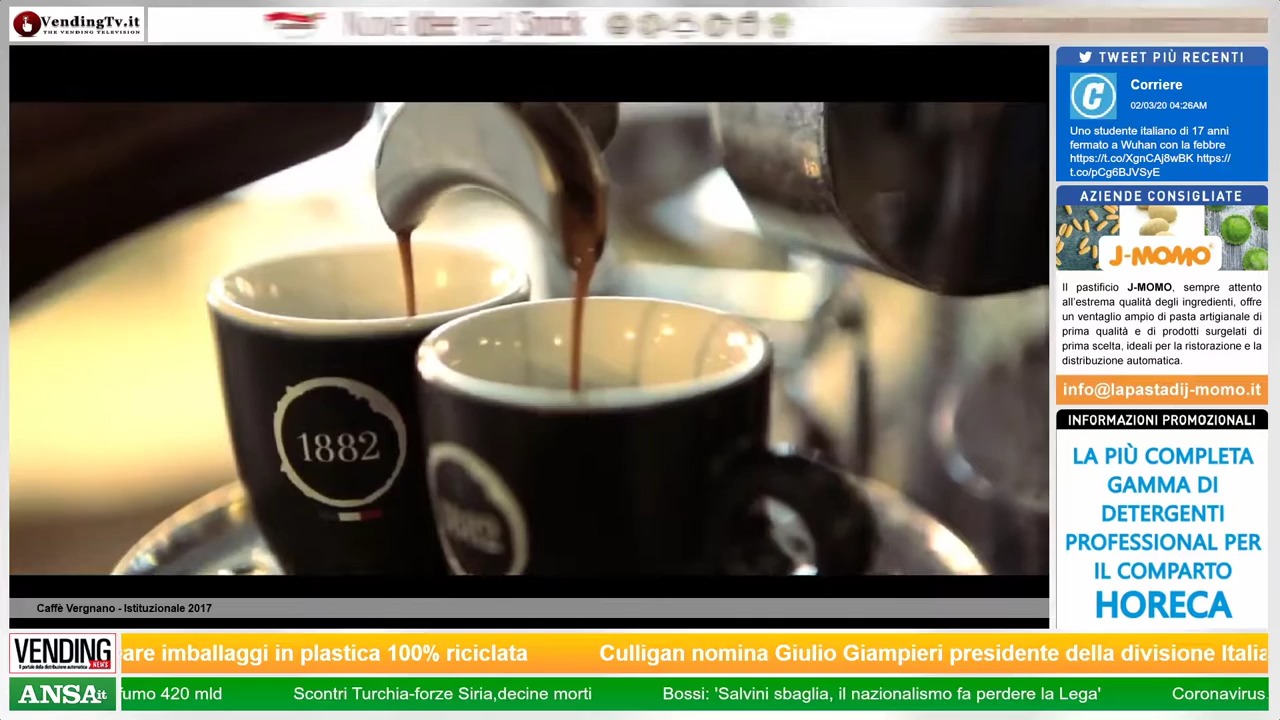 VendingTv.it
THE VENDING TELEVISION
1882
Caffè Vergnano - Istituzionale 2017
TWEET PIÙ RECENTI
Corriere
02/03/20 04:26AM
Uno studente italiano di 17 anni
fermato a Wuhan con la febbre
https://t.co/XgnCAj8wBK https://
t.co/pCg6BJVSyE
AZIENDE CONSIGLIATE
J-MOMO
Il pastificio J-MOMO, sempre attento
all'estrema qualità degli ingredienti, offre
un ventaglio ampio di pasta artigianale di
prima qualità e di prodotti surgelati di
prima scelta, ideali per la ristorazione e la
distribuzione automatica.
info@lapastadij-momo.it
INFORMAZIONI PROMOZIONALI
LA PIÙ COMPLETA
GAMMA DI
DETERGENTI
PROFESSIONAL PER
IL COMPARTO
HORECA
VENDING NEWS
Il portale della distribuzione automatica
are imballaggi in plastica 100% riciclata Culligan nomina Giulio Giampieri presidente della divisione Italia
ANSA.it
fumo 420 mld Scontri Turchia-forze Siria,decine morti Bossi: 'Salvini sbaglia, il nazionalismo fa perdere la Lega' Coronavirus.